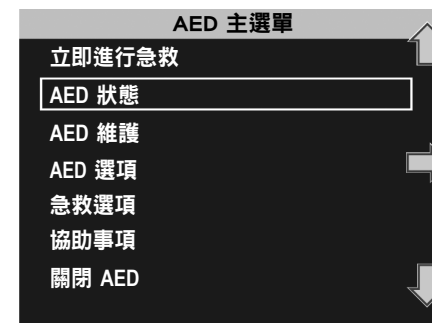 AED 主選單
立即進行急救
AED 狀態
AED 維護
AED 選項
急救選項
協助事項
關閉 AED